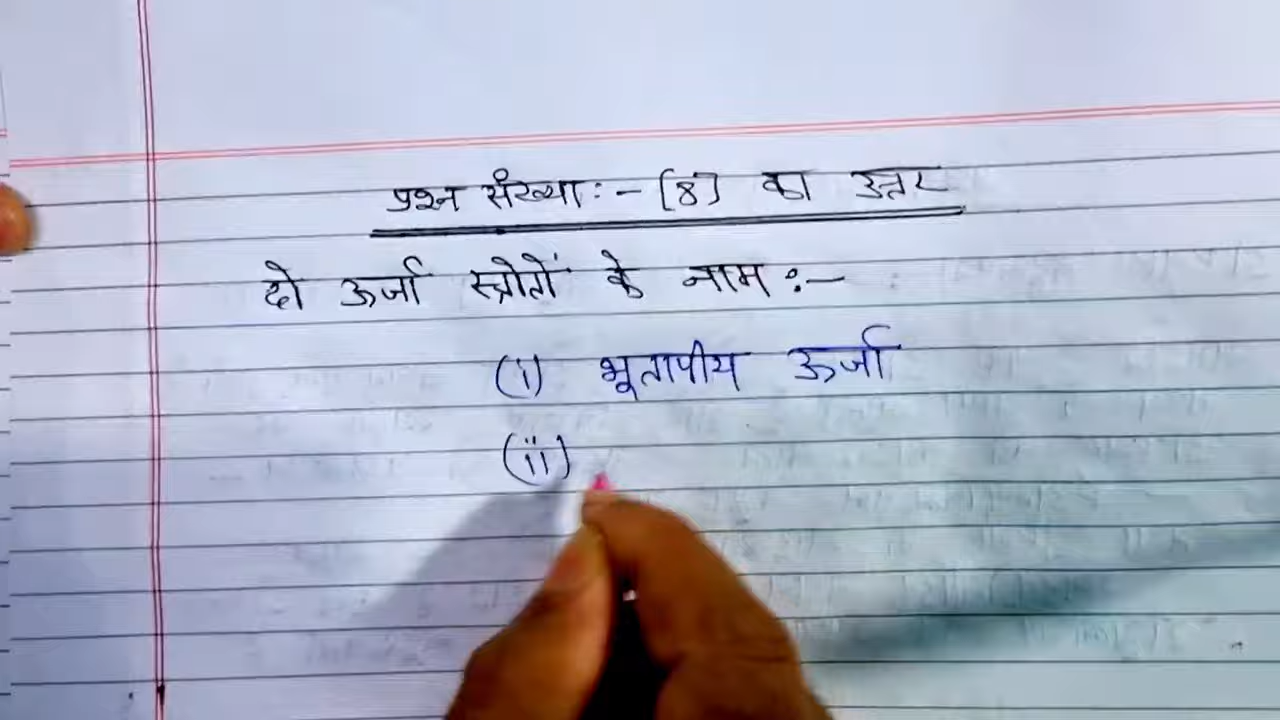 प्रश्न संख्या :- [8] का उत्तर
दो ऊर्जा स्त्रोतों के नाम :-
(i) भूतापीय ऊर्जा
(ii)